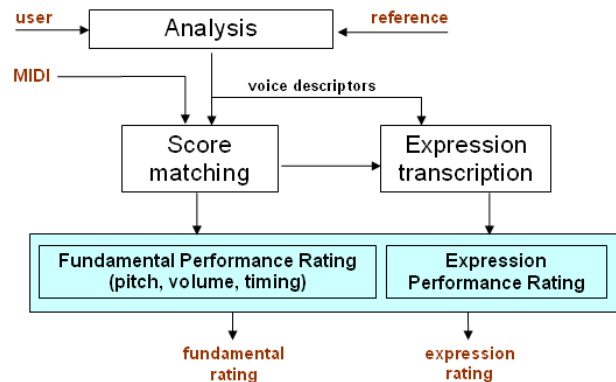 user
Analysis
reference
MIDI
voice descriptors
Score
matching
Expression
transcription
Fundamental Performance Rating
(pitch, volume, timing)
Expression
Performance Rating
fundamental
rating
expression
rating